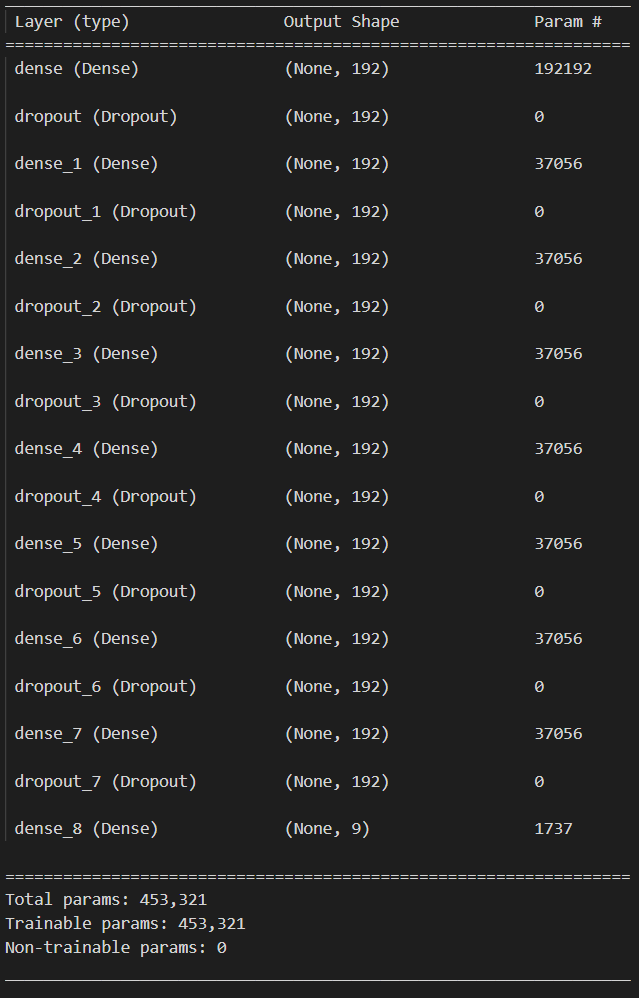 Layer (type) Output Shape Param #
=================================================================
dense (Dense) (None, 192) 192192
dropout (Dropout) (None, 192) 0
dense_1 (Dense) (None, 192) 37056
dropout_1 (Dropout) (None, 192) 0
dense_2 (Dense) (None, 192) 37056
dropout_2 (Dropout) (None, 192) 0
dense_3 (Dense) (None, 192) 37056
dropout_3 (Dropout) (None, 192) 0
dense_4 (Dense) (None, 192) 37056
dropout_4 (Dropout) (None, 192) 0
dense_5 (Dense) (None, 192) 37056
dropout_5 (Dropout) (None, 192) 0
dense_6 (Dense) (None, 192) 37056
dropout_6 (Dropout) (None, 192) 0
dense_7 (Dense) (None, 192) 37056
dropout_7 (Dropout) (None, 192) 0
dense_8 (Dense) (None, 9) 1737
=================================================================
Total params: 453,321
Trainable params: 453,321
Non-trainable params: 0